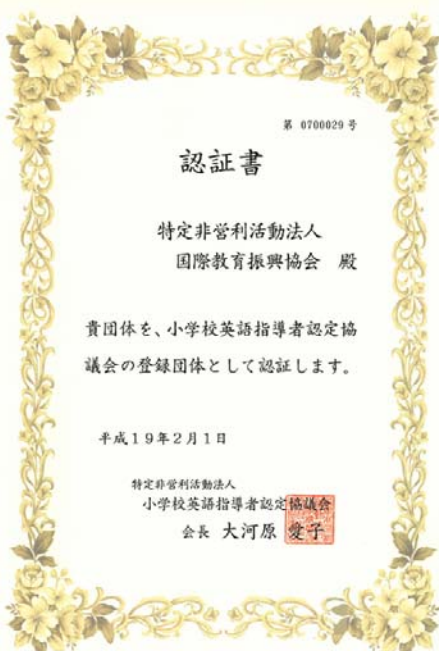 第 0700029 号
認証書
特定非営利活動法人
国際教育振興協会 殿
貴団体を、小学校英語指導者認定協
議会の登録団体として認証します。
平成19年2月1日
特定非営利活動法人
小学校英語指導者認定協議会
会長 大河原 愛子